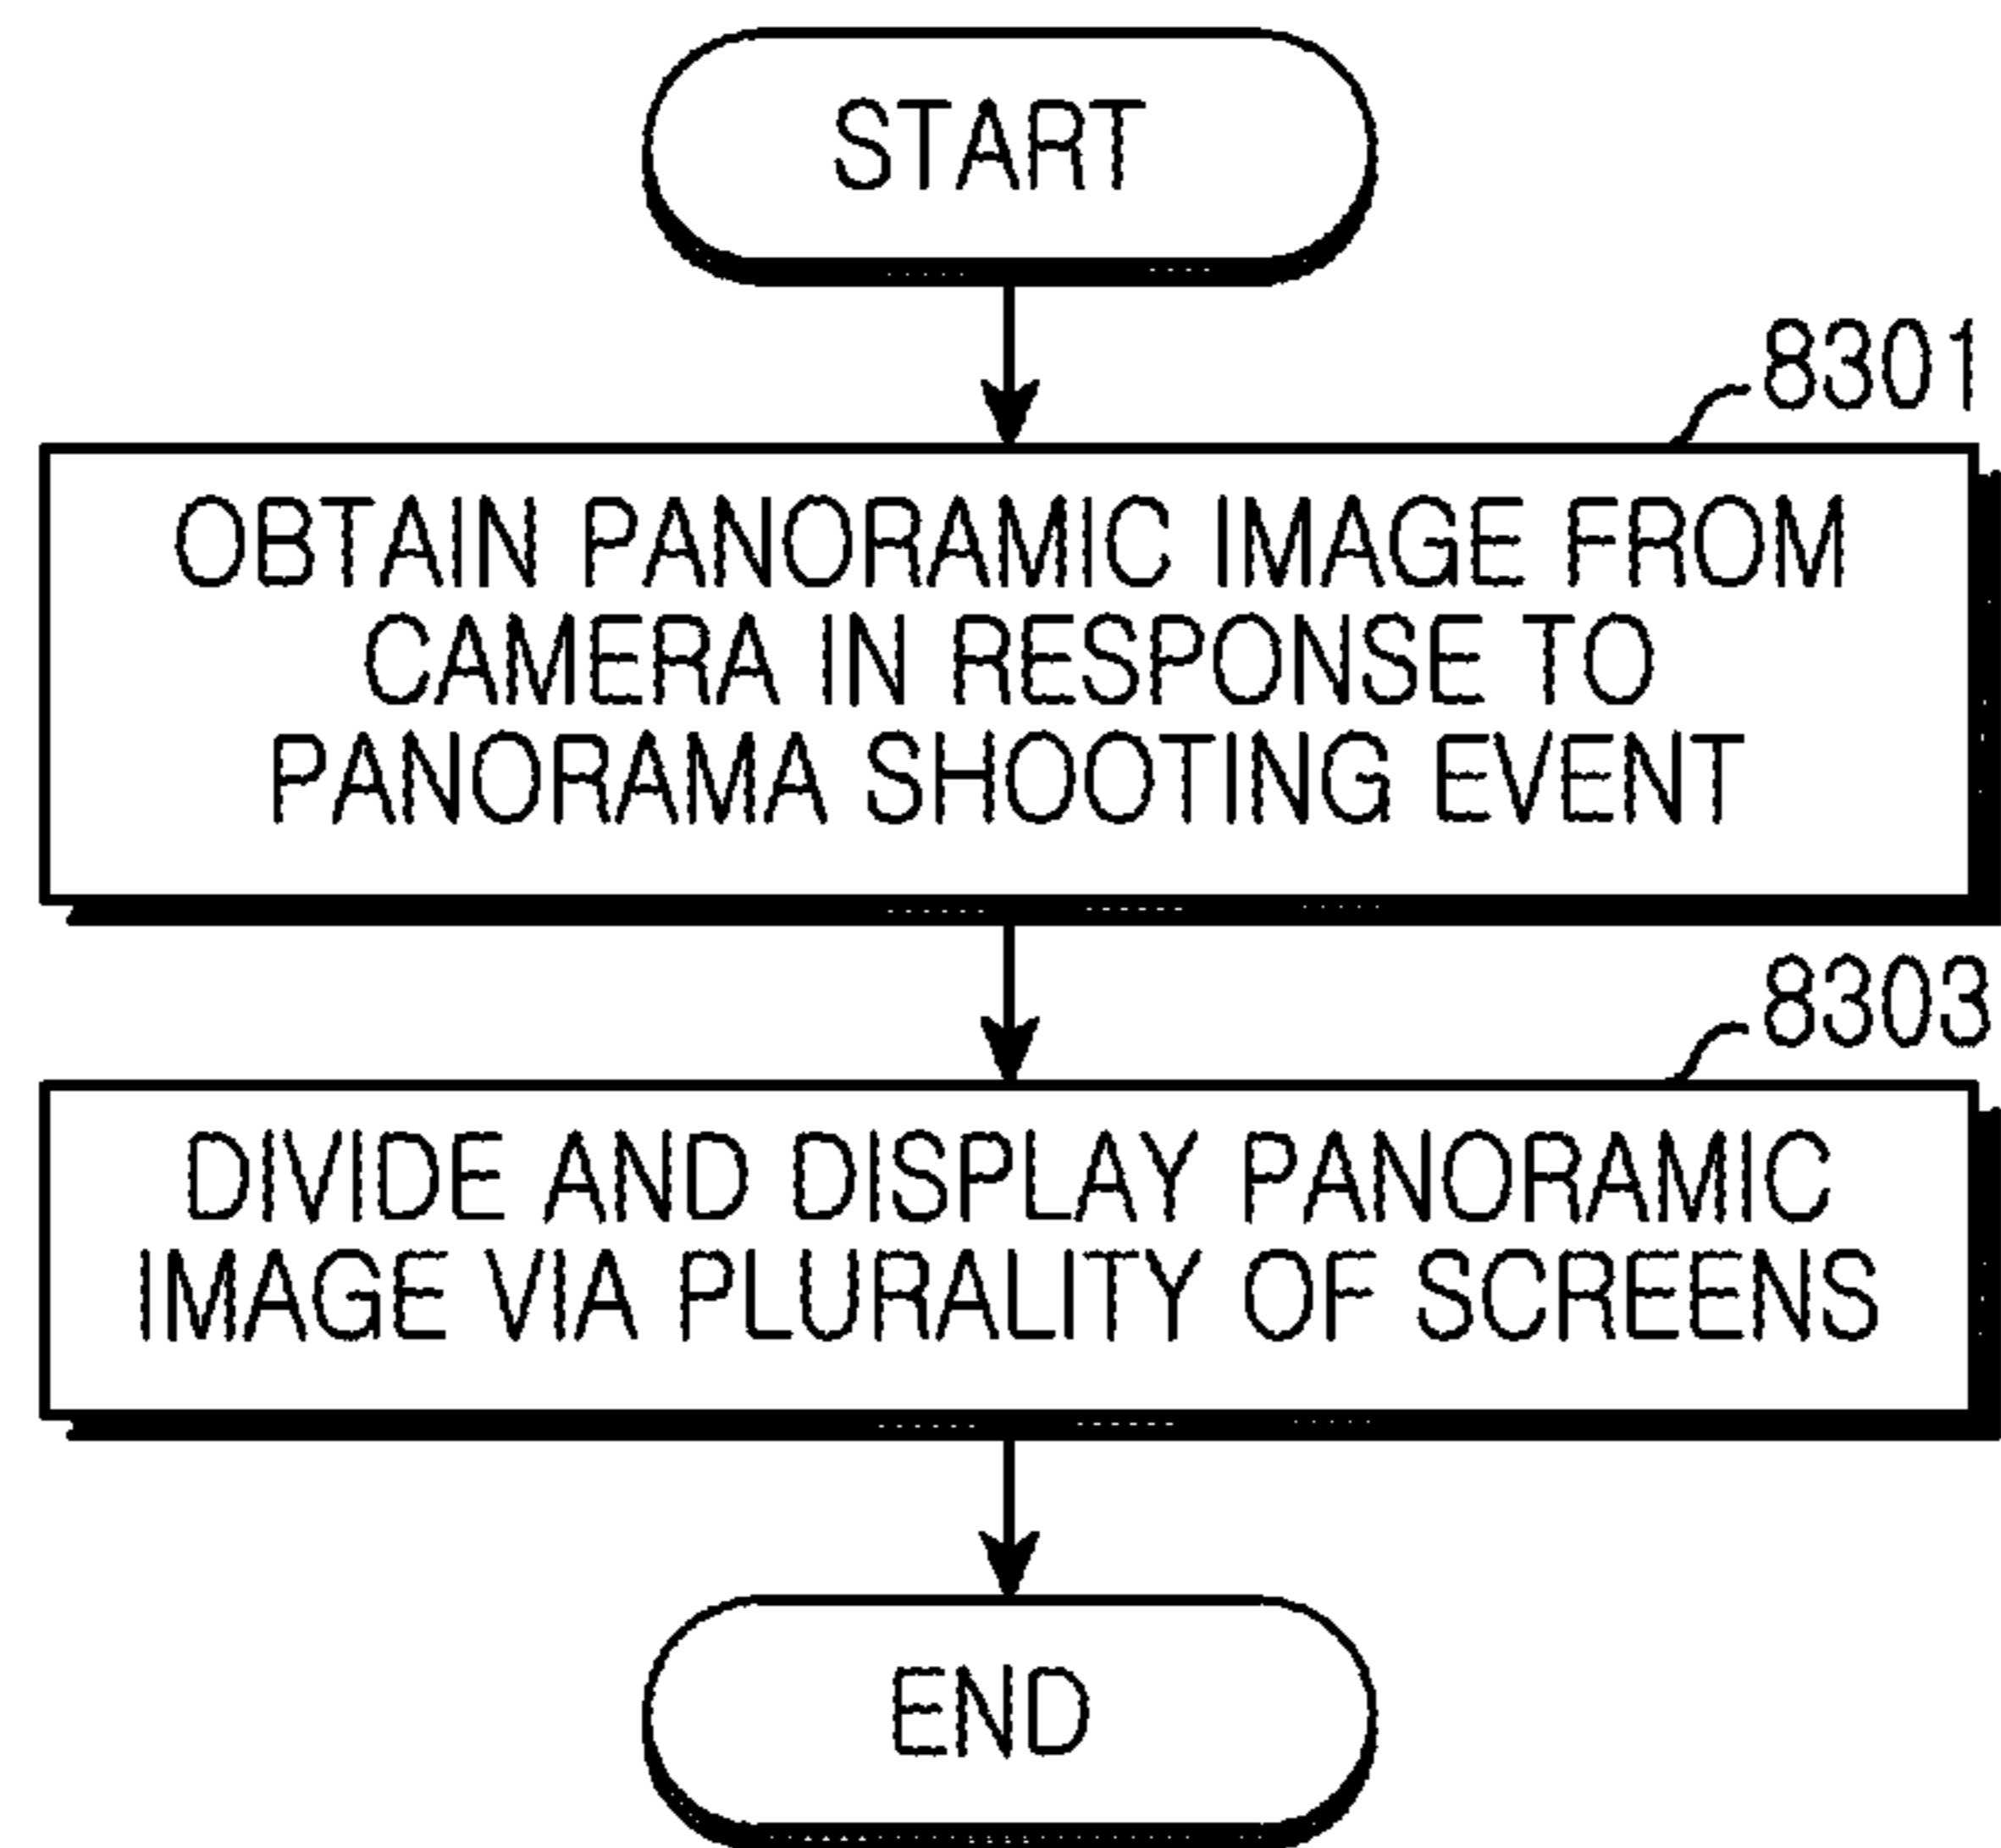 START
8301
OBTAIN PANORAMIC IMAGE FROM
CAMERA IN RESPONSE TO
PANORAMA SHOOTING EVENT
8303
DIVIDE AND DISPLAY PANORAMIC
IMAGE VIA PLURALITY OF SCREENS
END